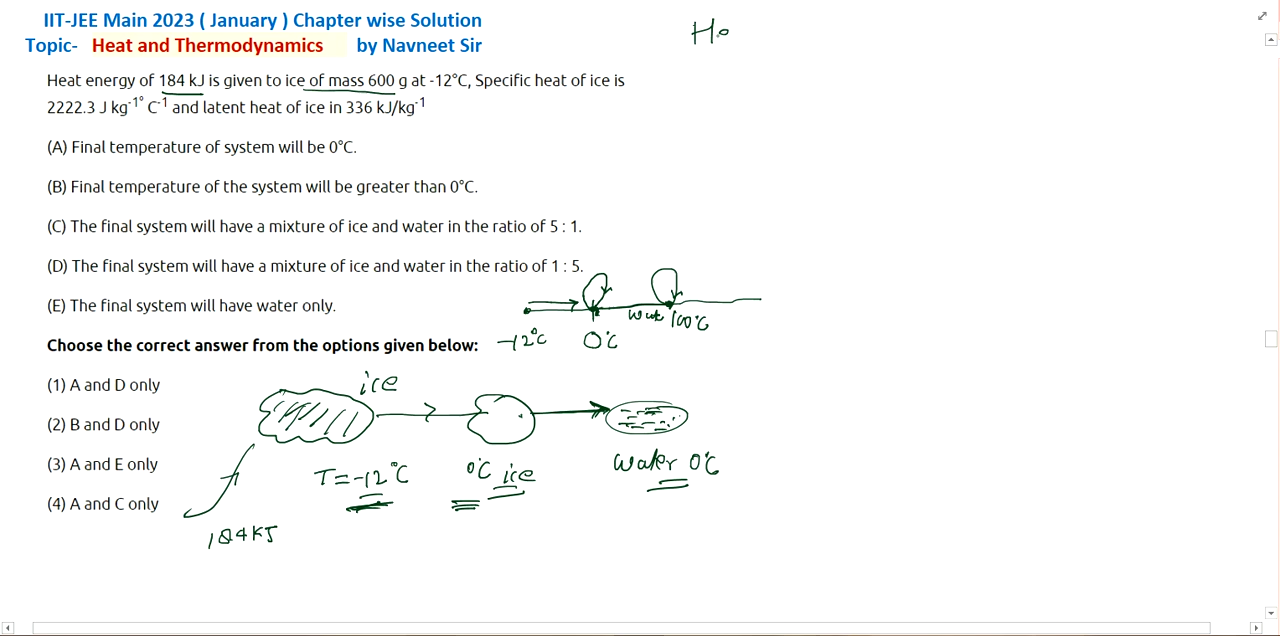 IIT-JEE Main 2023 ( January ) Chapter wise Solution
Topic- Heat and Thermodynamics by Navneet Sir
Heat energy of 184 kJ is given to ice of mass 600 g at -12°C, Specific heat of ice is
2222.3 J kg⁻¹° C⁻¹ and latent heat of ice in 336 kJ/kg⁻¹
(A) Final temperature of system will be 0°C.
(B) Final temperature of the system will be greater than 0°C.
(C) The final system will have a mixture of ice and water in the ratio of 5 : 1.
(D) The final system will have a mixture of ice and water in the ratio of 1 : 5.
(E) The final system will have water only.
100°C
Choose the correct answer from the options given below:
-12°C 0°C
(1) A and D only
(2) B and D only
(3) A and E only
(4) A and C only
ice
T = -12°C 0°C ice water 0°C
184 KJ